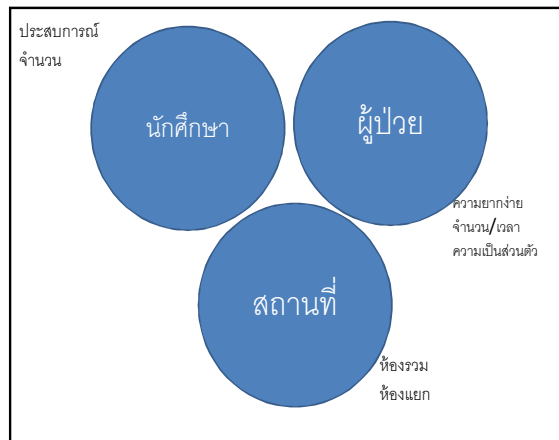 ประสบการณ์
จำนวน
นักศึกษา
ผู้ป่วย
ความยากง่าย
จำนวน/เวลา
ความเป็นส่วนตัว
สถานที่
ห้องรวม
ห้องแยก